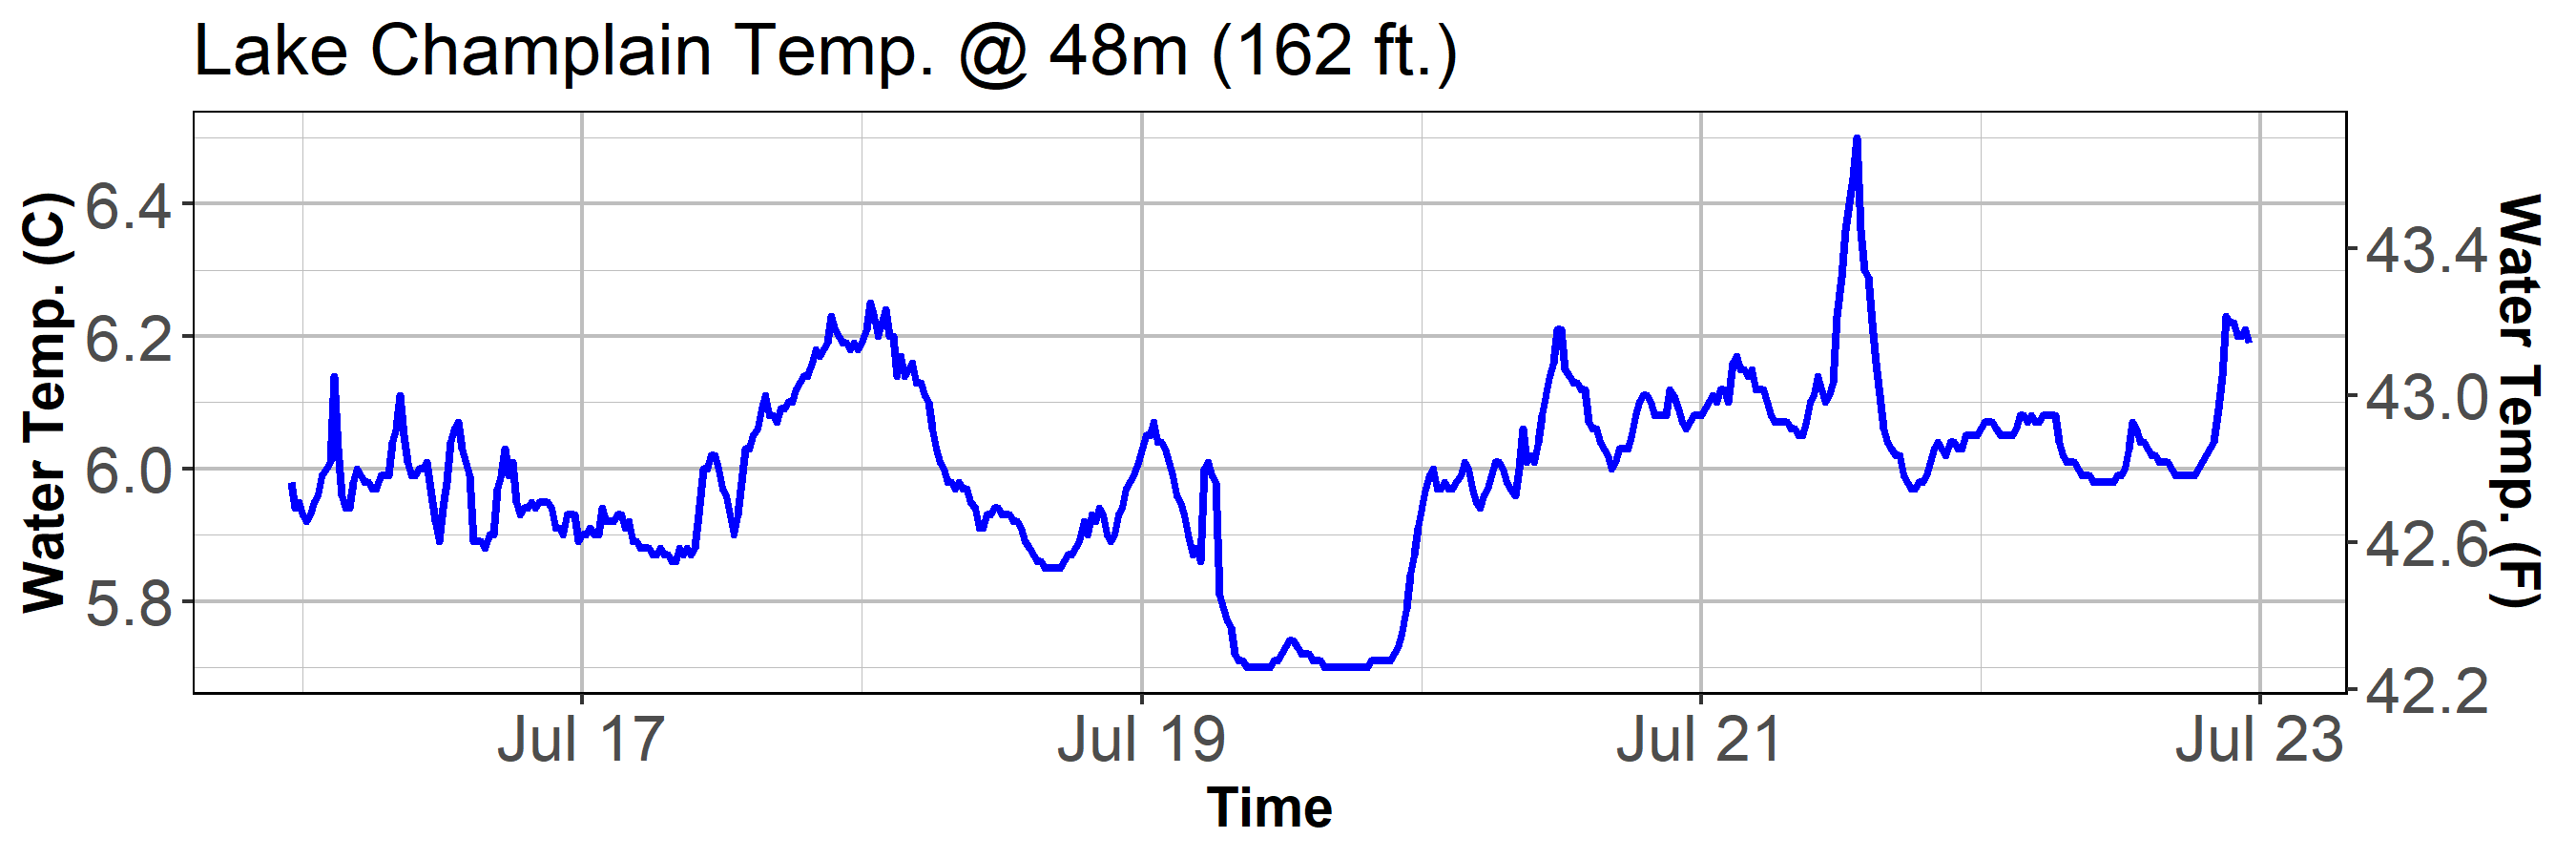 Lake Champlain Temp. @ 48m (162 ft.)
Water Temp. (C)
6.4
6.2
6.0
5.8
43.4
43.0
42.6
42.2
Water Temp. (F)
Jul 17 Jul 19 Jul 21 Jul 23
Time